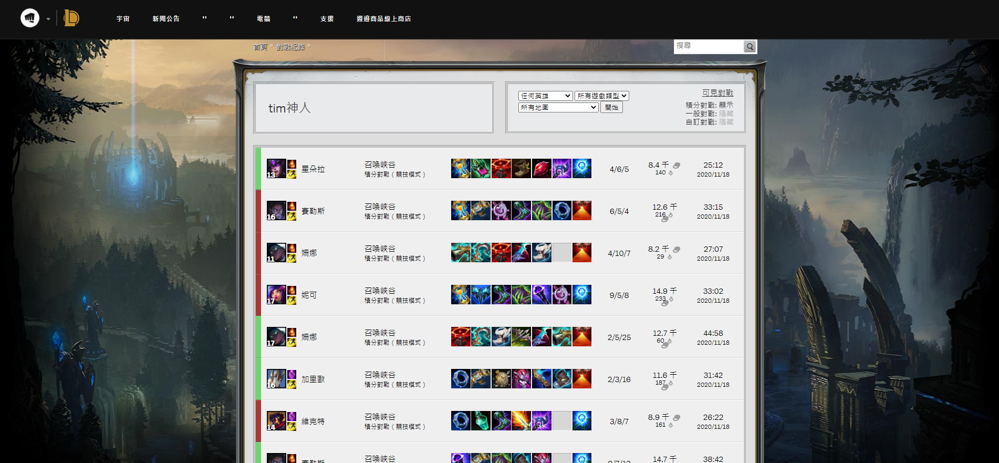 宇宙 新聞公告 " " 電競 " 支援 週邊商品線上商店
首頁 > 對戰紀錄 >
搜尋
tim神人
任何英雄 所有遊戲類型
所有地圖 開始
可見對戰
積分對戰: 顯示
一般對戰: 隱藏
自訂對戰: 隱藏
13 星朵拉 召喚峽谷 4/6/5 8.4 千 25:12
積分對戰 ( 競技模式 ) 140 2020/11/18
16 賽勒斯 召喚峽谷 6/5/4 12.6 千 33:15
積分對戰 ( 競技模式 ) 216 2020/11/18
11 姍娜 召喚峽谷 4/10/7 8.2 千 27:07
積分對戰 ( 競技模式 ) 29 2020/11/18
17 妮可 召喚峽谷 9/5/8 14.9 千 33:02
積分對戰 ( 競技模式 ) 233 2020/11/18
17 姍娜 召喚峽谷 2/5/25 12.7 千 44:58
積分對戰 ( 競技模式 ) 60 2020/11/18
16 加里歐 召喚峽谷 2/3/16 11.6 千 31:42
積分對戰 ( 競技模式 ) 187 2020/11/18
14 維克特 召喚峽谷 3/8/7 8.9 千 26:22
積分對戰 ( 競技模式 ) 161 2020/11/18
賽勒斯 召喚峽谷 14.7 千 38:42